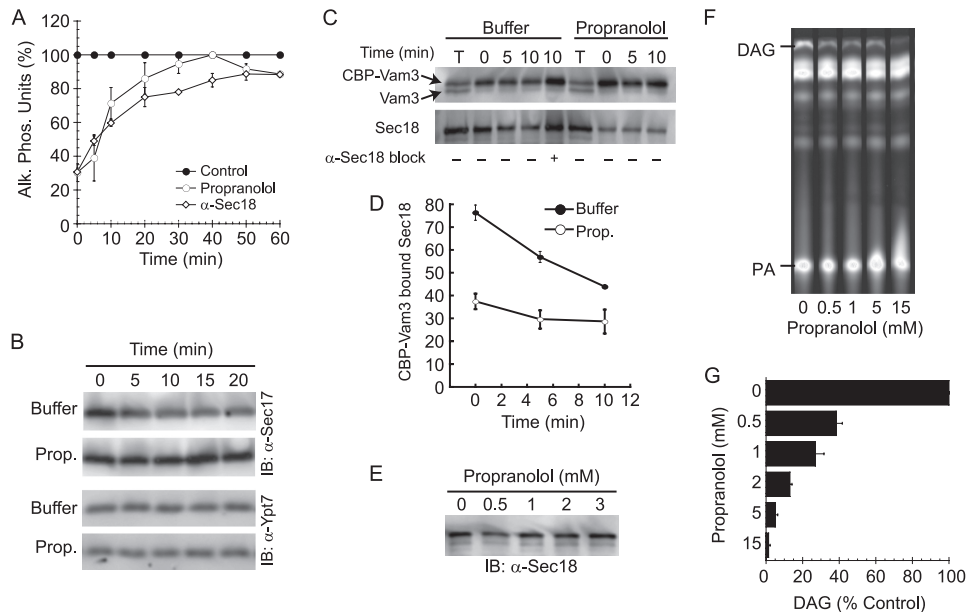 A
Alk. Phos. Units (%)
120
100
80
60
40
20
0
Control
Propranolol
α-Sec18
0 10 20 30 40 50 60
Time (min)
B
Time (min)
0 5 10 15 20
Buffer
Prop.
IB: α-Sec17
Buffer
Prop.
IB: α-Ypt7
C
Buffer Propranolol
Time (min) T 0 5 10 10 T 0 5 10
CBP-Vam3
Vam3
Sec18
α-Sec18 block – – – – + – – – –
D
CBP-Vam3 bound Sec18
80
70
60
50
40
30
20
10
0
Buffer
Prop.
0 2 4 6 8 10 12
Time (min)
E
Propranolol (mM)
0 0.5 1 2 3
IB: α-Sec18
F
DAG
PA
0 0.5 1 5 15
Propranolol (mM)
G
Propranolol (mM)
0
0.5
1
2
5
15
0 20 40 60 80 100
DAG (% Control)